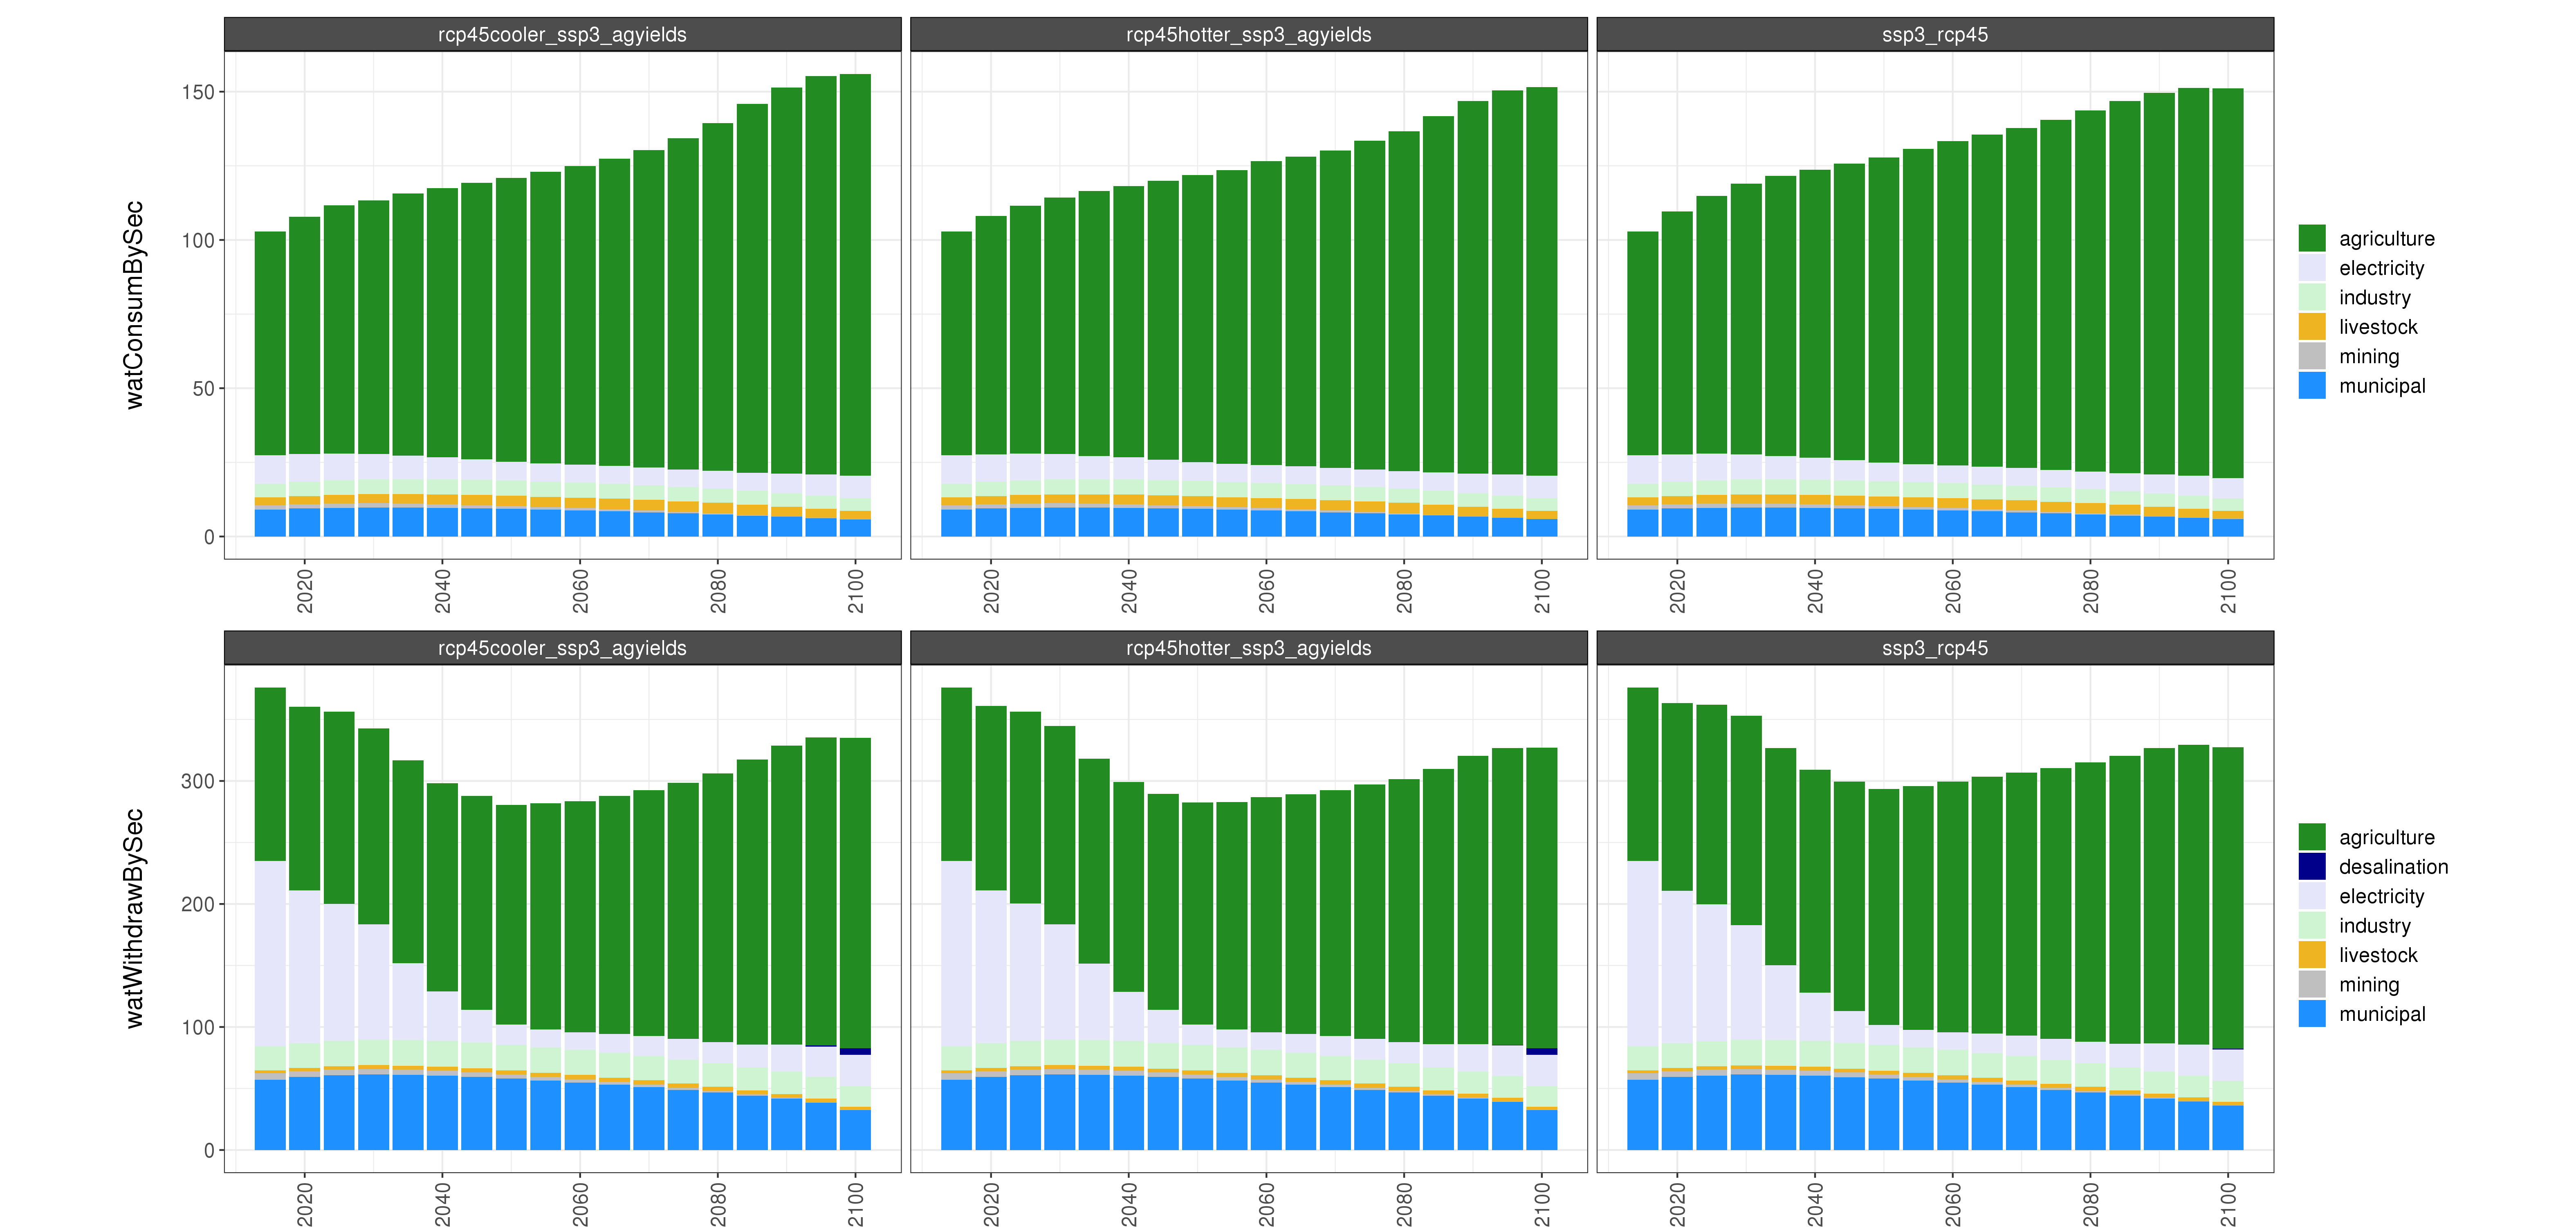 rcp45cooler_ssp3_agyields rcp45hotter_ssp3_agyields ssp3_rcp45
watConsumBySec
150
100
50
0
2020 2040 2060 2080 2100 2020 2040 2060 2080 2100 2020 2040 2060 2080 2100
agriculture
electricity
industry
livestock
mining
municipal
rcp45cooler_ssp3_agyields rcp45hotter_ssp3_agyields ssp3_rcp45
watWithdrawBySec
300
200
100
0
2020 2040 2060 2080 2100 2020 2040 2060 2080 2100 2020 2040 2060 2080 2100
agriculture
desalination
electricity
industry
livestock
mining
municipal